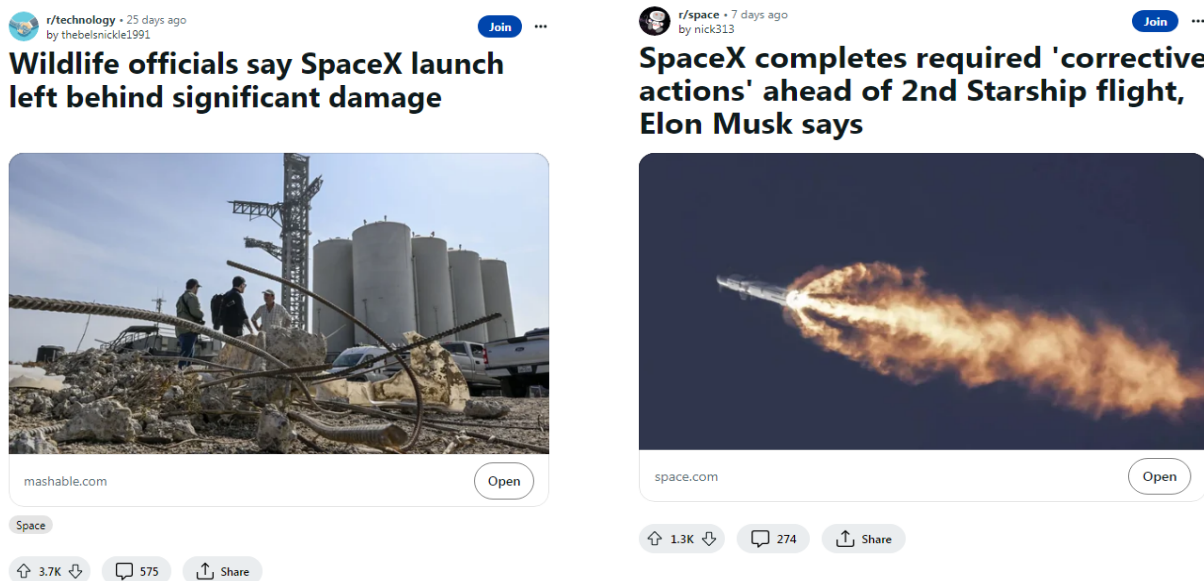 r/technology • 25 days ago
by thebelsnickle1991
Join
Wildlife officials say SpaceX launch
left behind significant damage
mashable.com
Open
Space
3.7K
575
Share
r/space • 7 days ago
by nick313
Join
SpaceX completes required 'corrective
actions' ahead of 2nd Starship flight,
Elon Musk says
space.com
Open
1.3K
274
Share